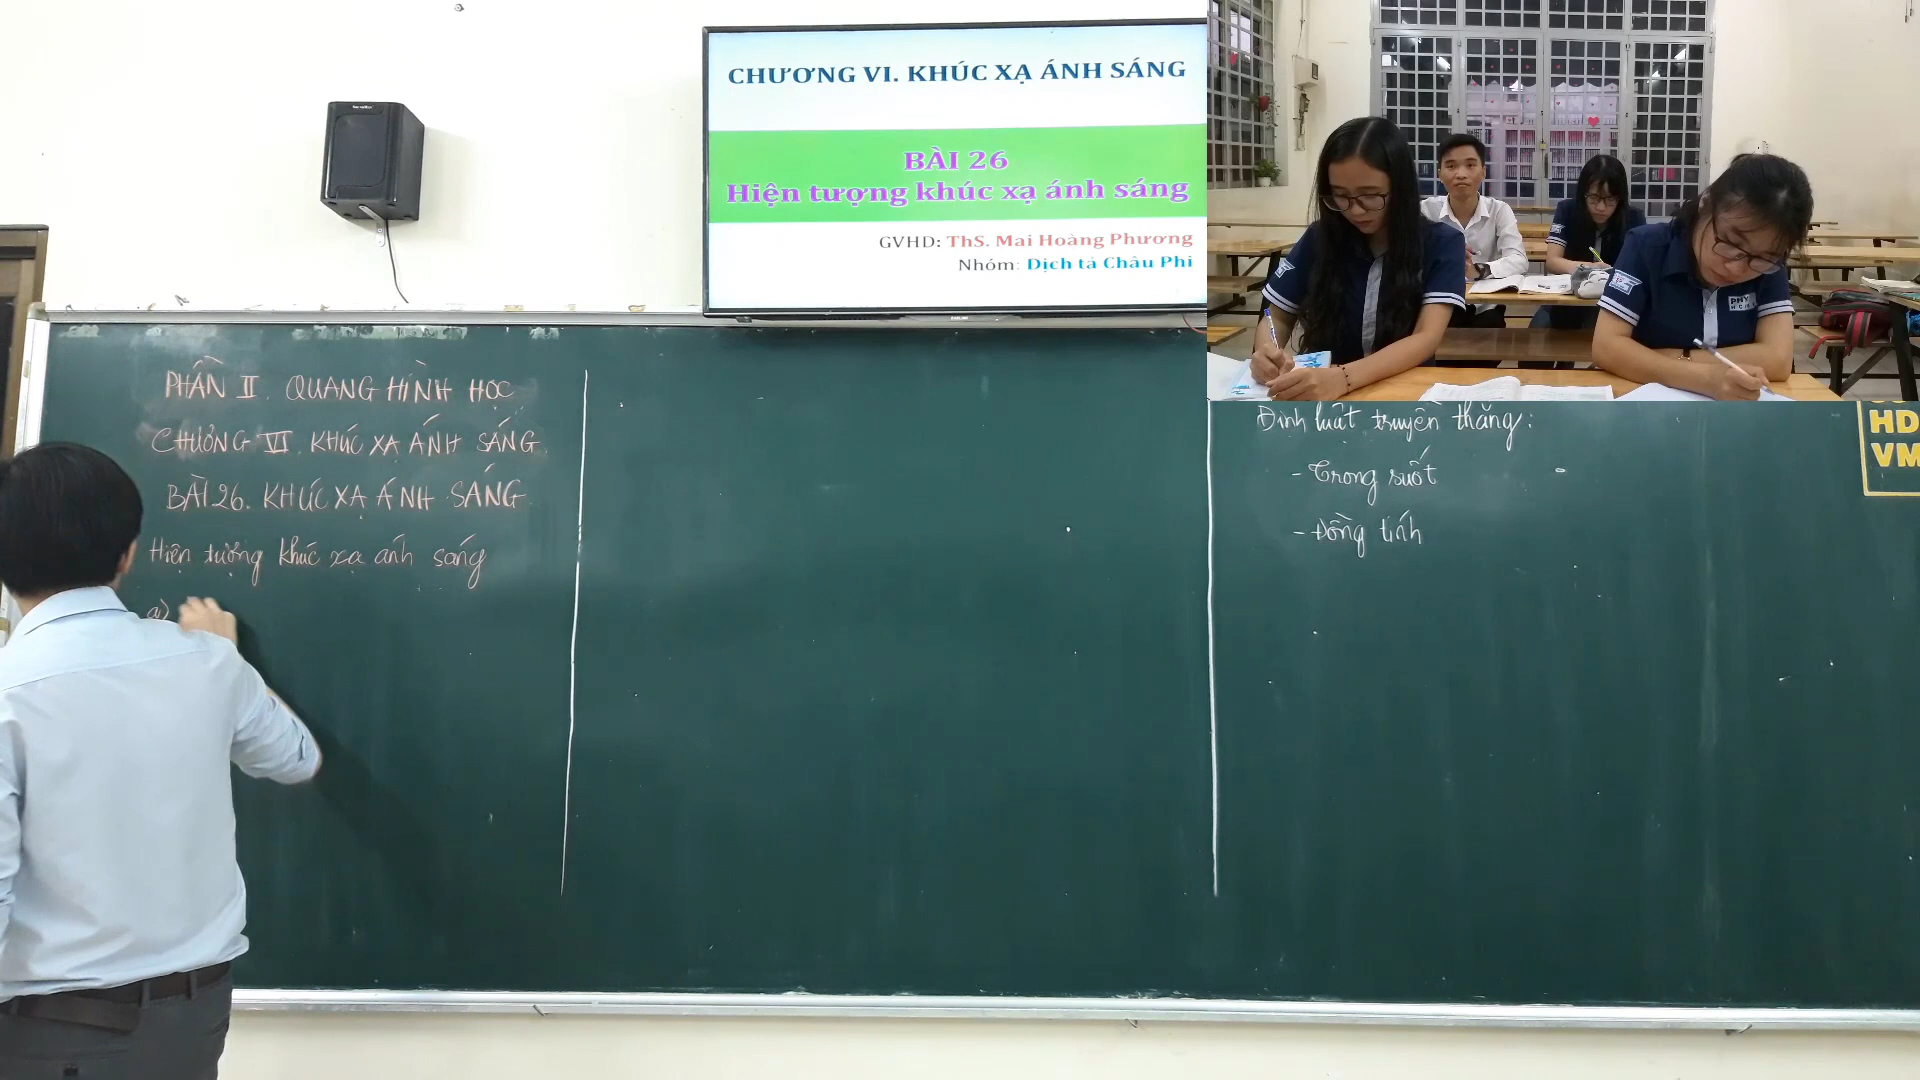 CHƯƠNG VI. KHÚC XẠ ÁNH SÁNG
BÀI 26
Hiện tượng khúc xạ ánh sáng
GVHD: ThS. Mai Hoàng Phương
Nhóm: Dịch tả Châu Phi
PHẦN II. QUANG HÌNH HỌC
CHƯƠNG VI. KHÚC XẠ ÁNH SÁNG
BÀI 26. KHÚC XẠ ÁNH SÁNG
Hiện tượng khúc xạ ánh sáng
a)
Định luật truyền thẳng:
- Trong suốt
- Đồng tính
HD
VM
PHY